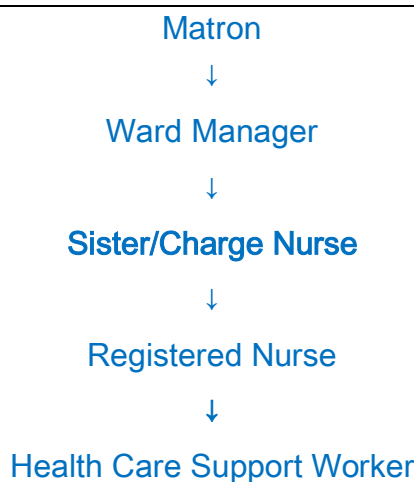 Matron
↓
Ward Manager
↓
Sister/Charge Nurse
↓
Registered Nurse
↓
Health Care Support Worker